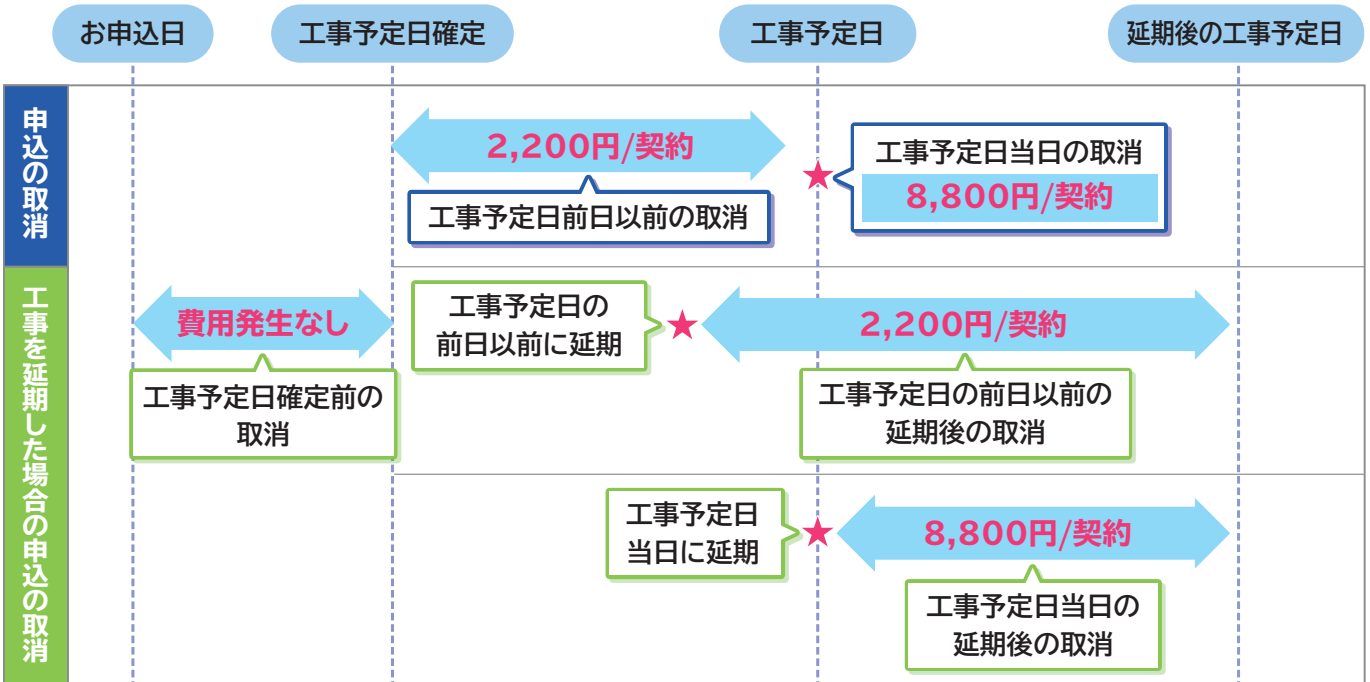 お申込日
工事予定日確定
工事予定日
延期後の工事予定日
申込の取消
2,200円/契約
工事予定日前日以前の取消
工事予定日当日の取消
8,800円/契約
工事を延期した場合の申込の取消
費用発生なし
工事予定日確定前の
取消
工事予定日の
前日以前に延期
2,200円/契約
工事予定日の前日以前の
延期後の取消
工事予定日
当日に延期
8,800円/契約
工事予定日当日の
延期後の取消